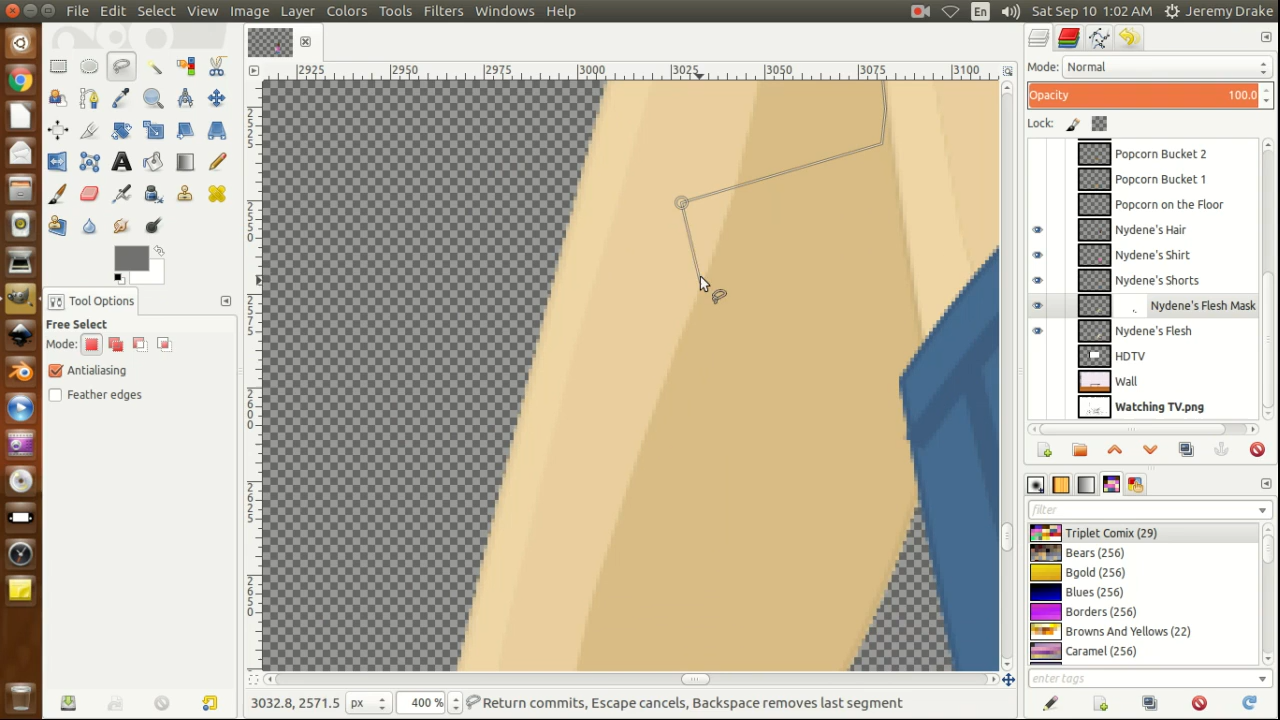 File Edit Select View Image Layer Colors Tools Filters Windows Help
En Sat Sep 10 1:02 AM Jeremy Drake
Mode: Normal
2925 2950 2975 3000 3025 3050 3075 3100
Opacity 100.0
Lock:
Popcorn Bucket 2
Popcorn Bucket 1
Popcorn on the Floor
Nydene's Hair
Nydene's Shirt
Nydene's Shorts
Tool Options
Nydene's Flesh Mask
Free Select
Nydene's Flesh
Mode:
HDTV
Antialiasing
Wall
Feather edges
Watching TV.png
filter
Triplet Comix (29)
Bears (256)
Bgold (256)
Blues (256)
Borders (256)
Browns And Yellows (22)
Caramel (256)
enter tags
3032.8, 2571.5 px 400 % Return commits, Escape cancels, Backspace removes last segment